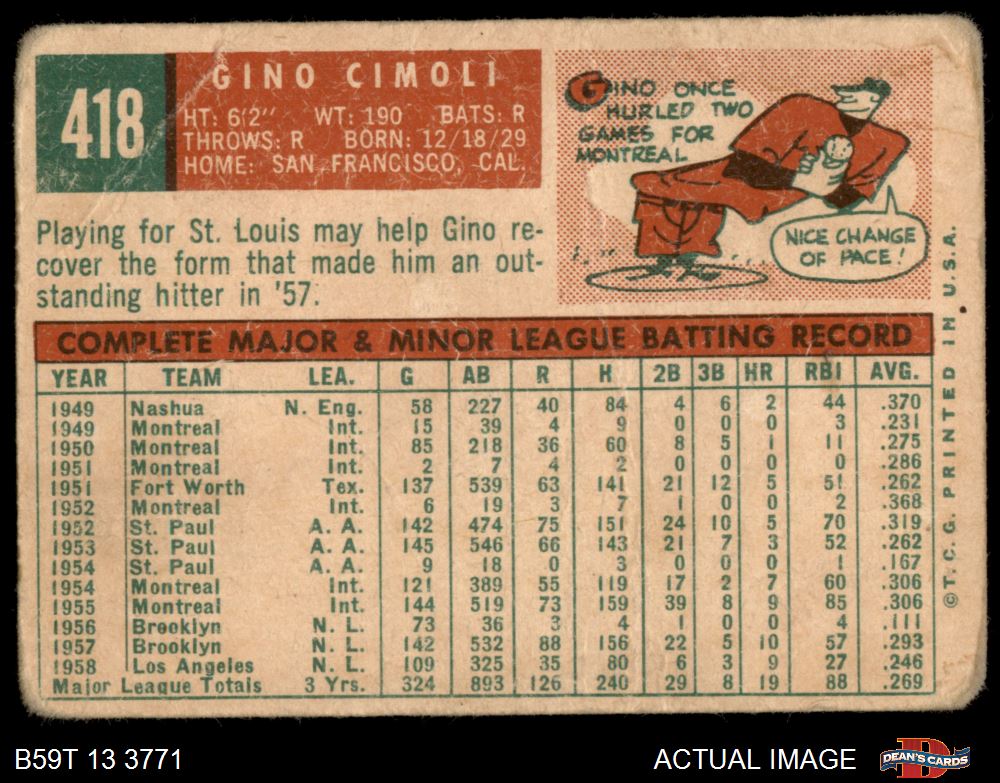 418
GINO CIMOLI
HT: 6'2" WT: 190 BATS: R
THROWS: R BORN: 12/18/29
HOME: SAN FRANCISCO, CAL.
GINO ONCE
HURLED TWO
GAMES FOR
MONTREAL
NICE CHANGE
OF PACE!
Playing for St. Louis may help Gino re-
cover the form that made him an out-
standing hitter in '57.
COMPLETE MAJOR & MINOR LEAGUE BATTING RECORD
YEAR TEAM LEA. G AB R H 2B 3B HR RBI AVG.
1949 Nashua N. Eng. 58 227 40 84 4 6 2 44 .370
1949 Montreal Int. 15 39 4 9 0 0 0 3 .231
1950 Montreal Int. 85 218 36 60 8 5 1 11 .275
1951 Montreal Int. 2 7 4 2 0 0 0 0 .286
1951 Fort Worth Tex. 137 539 63 141 21 12 5 51 .262
1952 Montreal Int. 6 19 3 7 1 0 0 2 .368
1952 St. Paul A. A. 142 474 75 151 24 10 5 70 .319
1953 St. Paul A. A. 145 546 66 143 21 7 3 52 .262
1954 St. Paul A. A. 9 18 0 3 0 0 0 1 .167
1954 Montreal Int. 121 389 55 119 17 2 7 60 .306
1955 Montreal Int. 144 519 73 159 39 8 9 85 .306
1956 Brooklyn N. L. 73 36 3 4 1 0 0 4 .111
1957 Brooklyn N. L. 142 532 88 156 22 5 10 57 .293
1958 Los Angeles N. L. 109 325 35 80 6 3 9 27 .246
Major League Totals 3 Yrs. 324 893 126 240 29 8 19 88 .269
©T.C.G. PRINTED IN U.S.A.
B59T 13 3771
ACTUAL IMAGE
DEAN'S CARDS